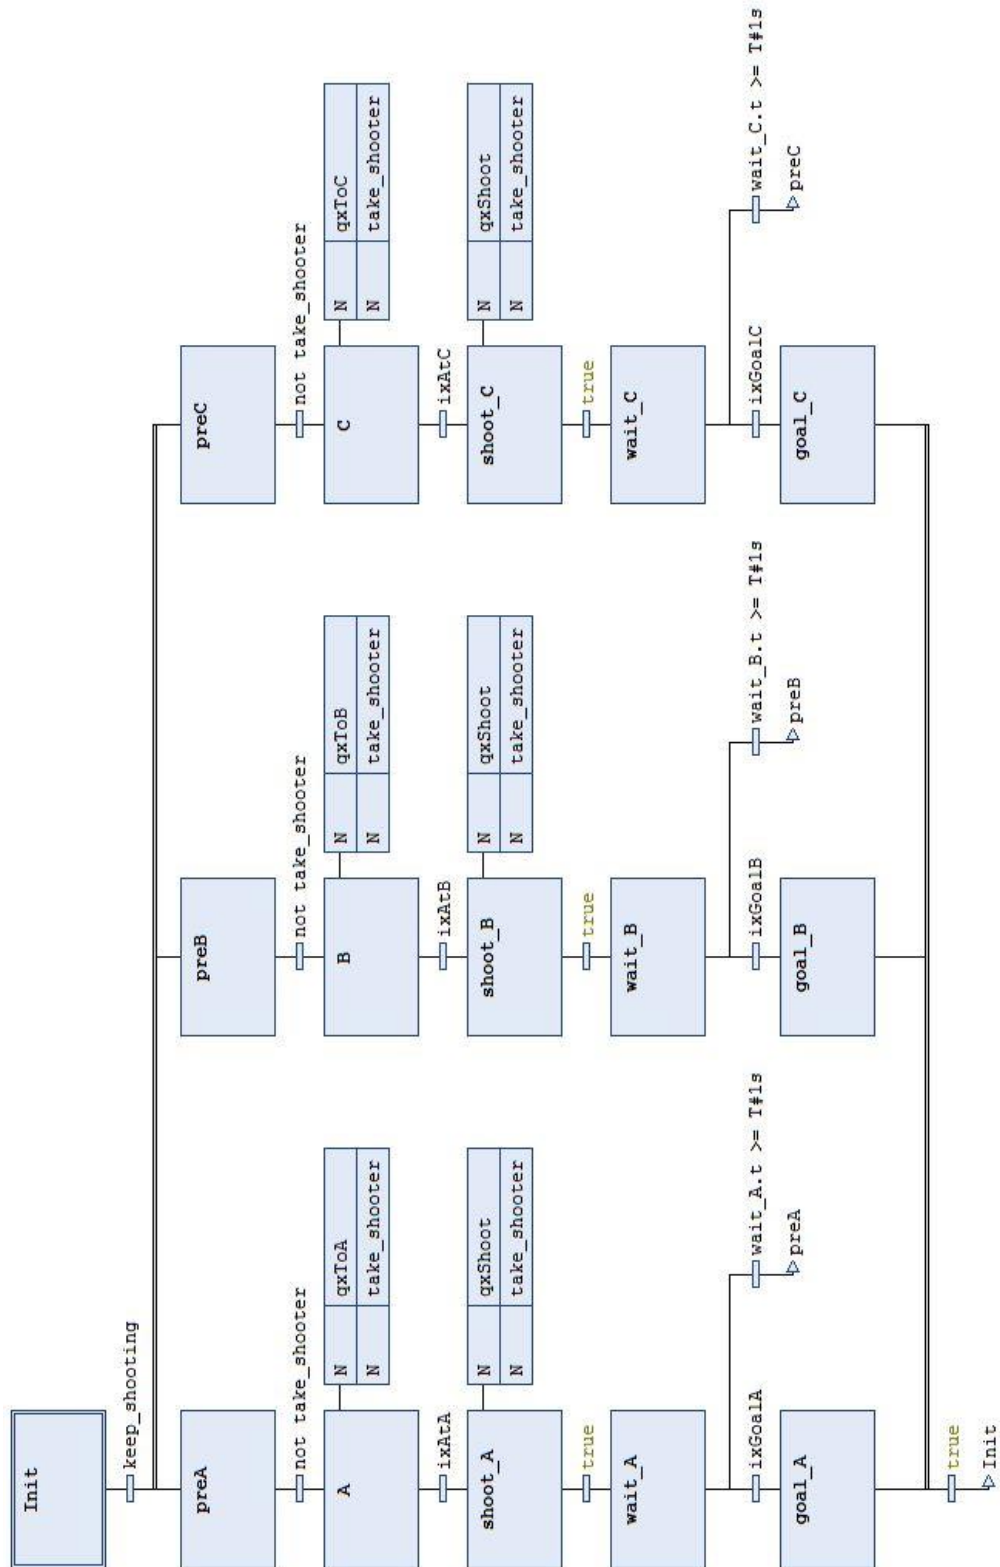 Init
keep_shooting
preA
preB
preC
not take_shooter
not take_shooter
not take_shooter
A
N qxToA
N take_shooter
B
N qxToB
N take_shooter
C
N qxToC
N take_shooter
ixAtA
ixAtB
ixAtC
shoot_A
N qxShoot
N take_shooter
shoot_B
N qxShoot
N take_shooter
shoot_C
N qxShoot
N take_shooter
true
true
true
wait_A
wait_B
wait_C
ixGoalA
wait_A.t >= T#1s
ixGoalB
wait_B.t >= T#1s
ixGoalC
wait_C.t >= T#1s
goal_A
preA
goal_B
preB
goal_C
preC
true
Init